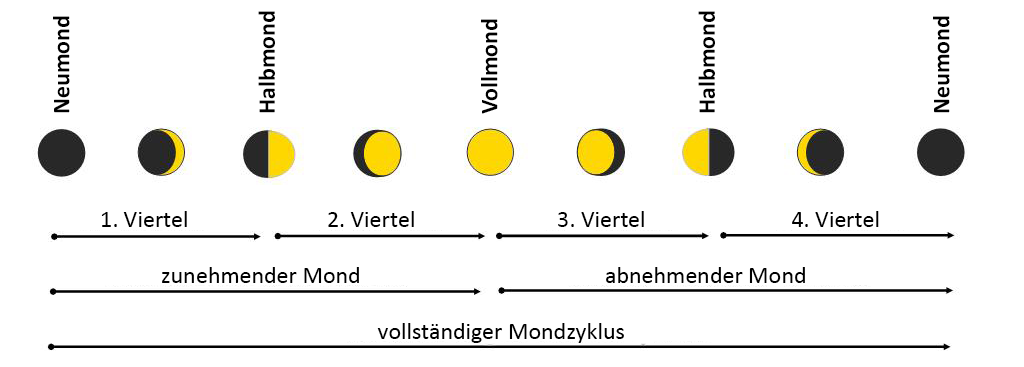 Neumond
Halbmond
Vollmond
Halbmond
Neumond
1. Viertel
2. Viertel
3. Viertel
4. Viertel
zunehmender Mond
abnehmender Mond
vollständiger Mondzyklus